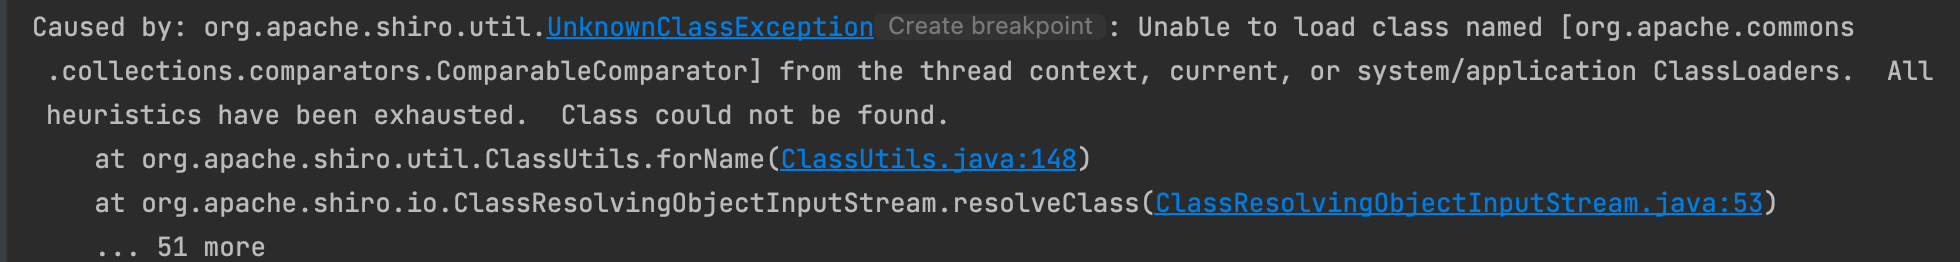 Caused by: org.apache.shiro.util.UnknownClassException Create breakpoint : Unable to load class named [org.apache.commons
.collections.comparators.ComparableComparator] from the thread context, current, or system/application ClassLoaders.  All
heuristics have been exhausted.  Class could not be found.
at org.apache.shiro.util.ClassUtils.forName(ClassUtils.java:148)
at org.apache.shiro.io.ClassResolvingObjectInputStream.resolveClass(ClassResolvingObjectInputStream.java:53)
... 51 more